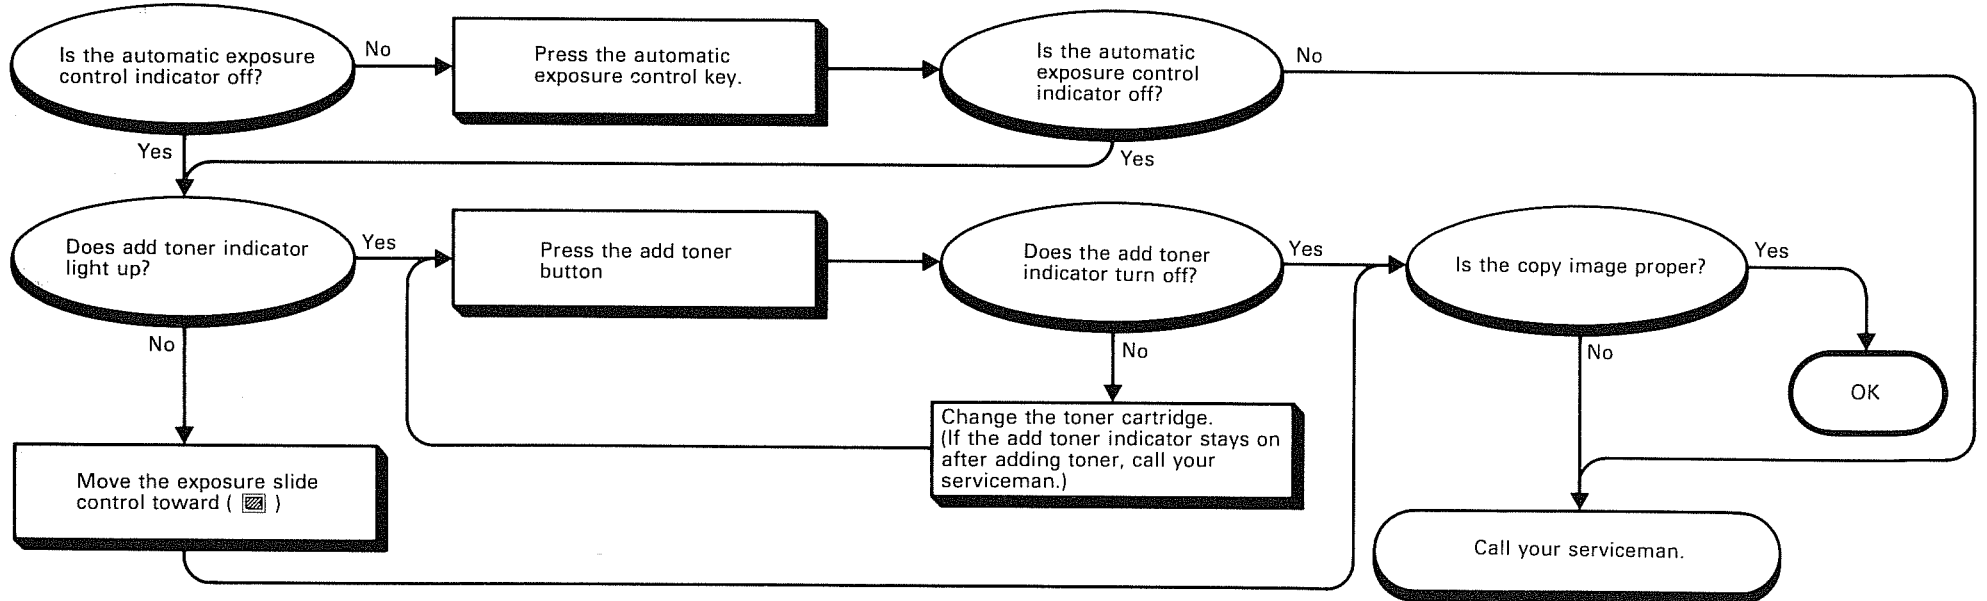 Is the automatic exposure
control indicator off?
No
Press the automatic
exposure control key.
Is the automatic
exposure control
indicator off?
No
Yes
Yes
Does add toner indicator
light up?
Yes
Press the add toner
button
Does the add toner
indicator turn off?
Yes
Is the copy image proper?
Yes
No
No
No
OK
Change the toner cartridge.
(If the add toner indicator stays on
after adding toner, call your
serviceman.)
Move the exposure slide
control toward ( )
Call your serviceman.